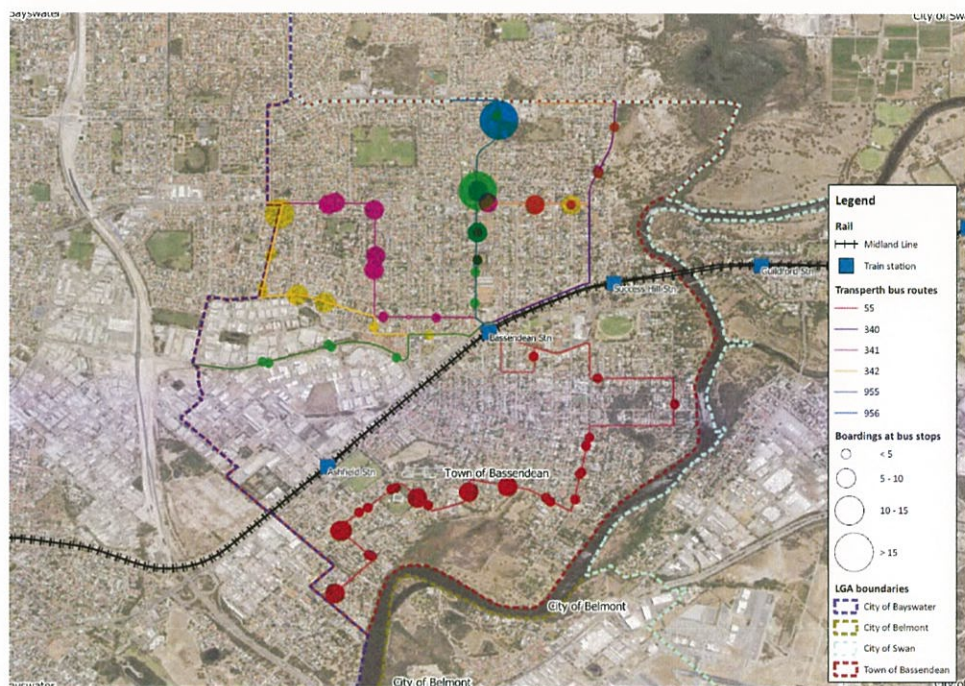 Bayswater
City of Swa
Guildford Stn
Success Hill Stn
Bassendean Stn
Ashfield Stn
Town of Bassendean
City of Belmont
City of Belmont
Bayswater
Legend
Rail
Midland Line
Train station
Transperth bus routes
55
340
341
342
955
956
Boardings at bus stops
< 5
5 - 10
10 - 15
> 15
LGA boundaries
City of Bayswater
City of Belmont
City of Swan
Town of Bassendean